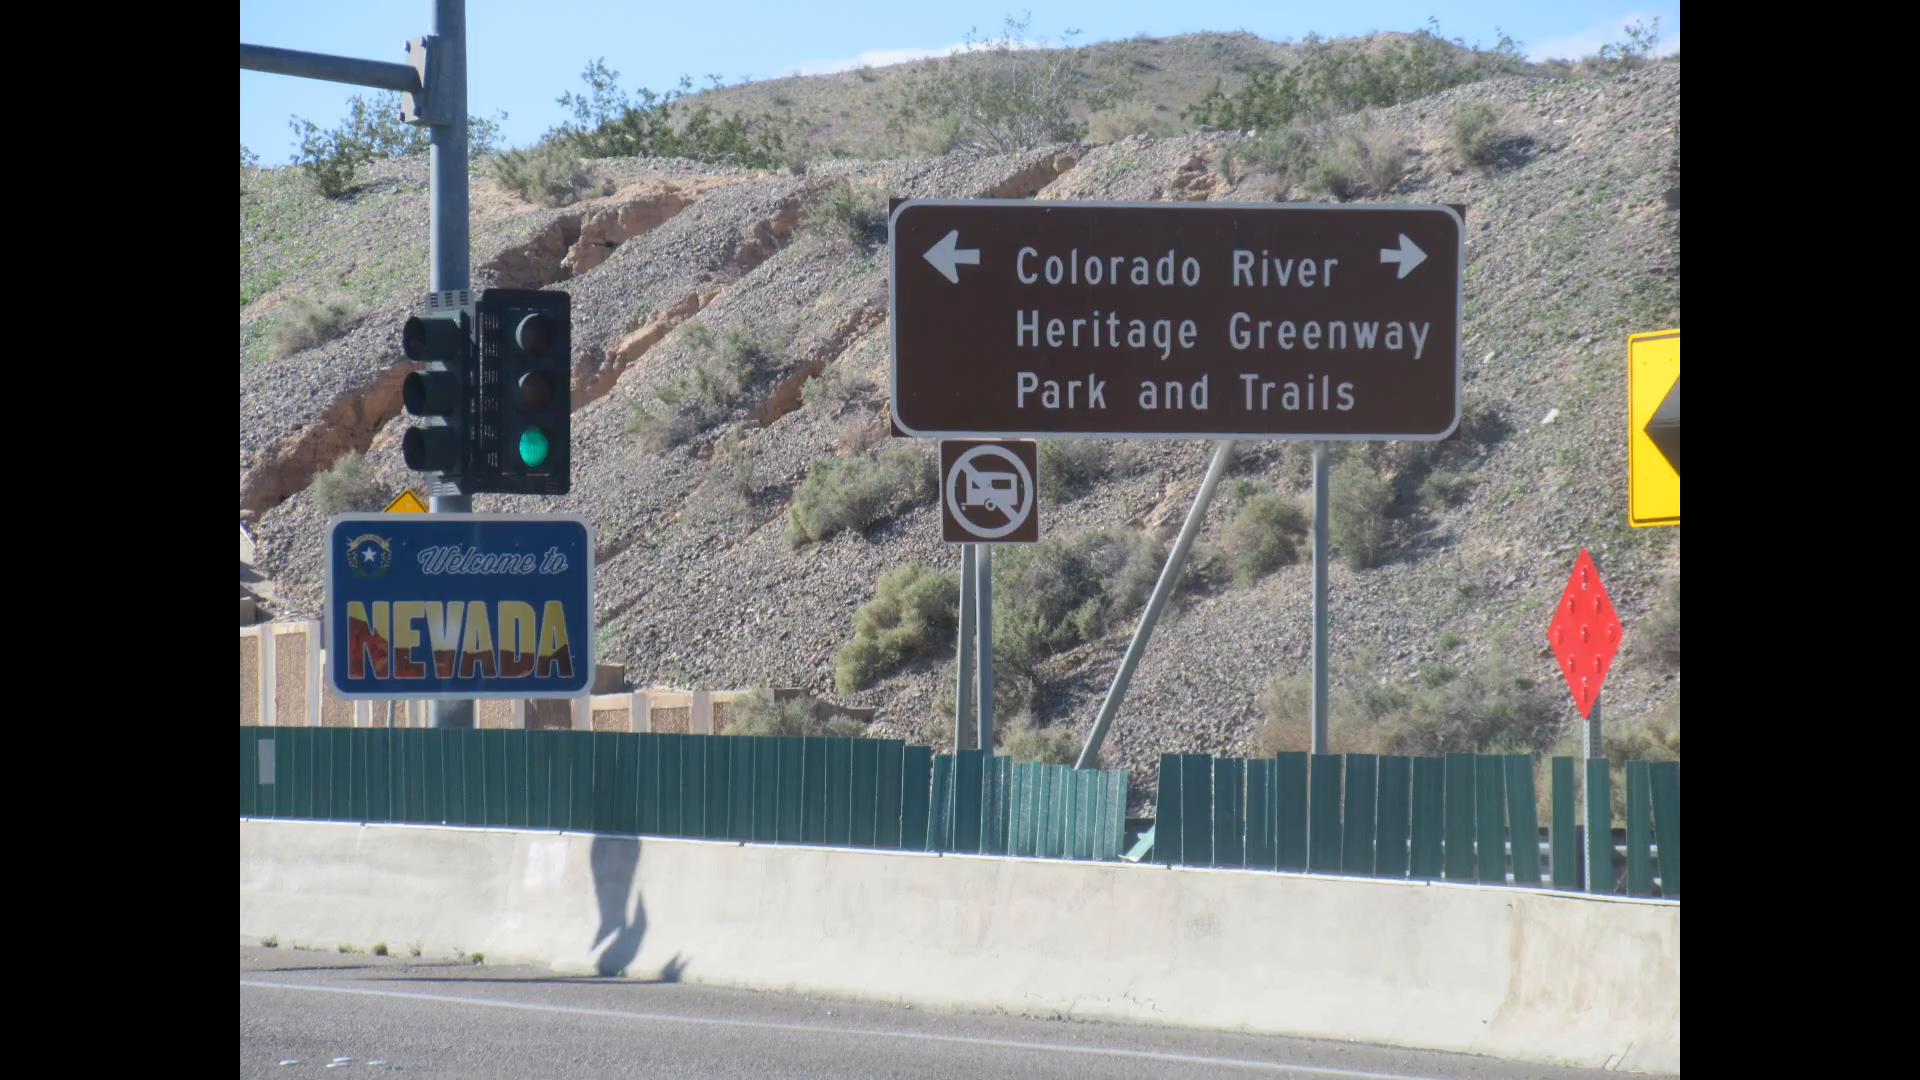 Welcome to
NEVADA
Colorado River
Heritage Greenway
Park and Trails